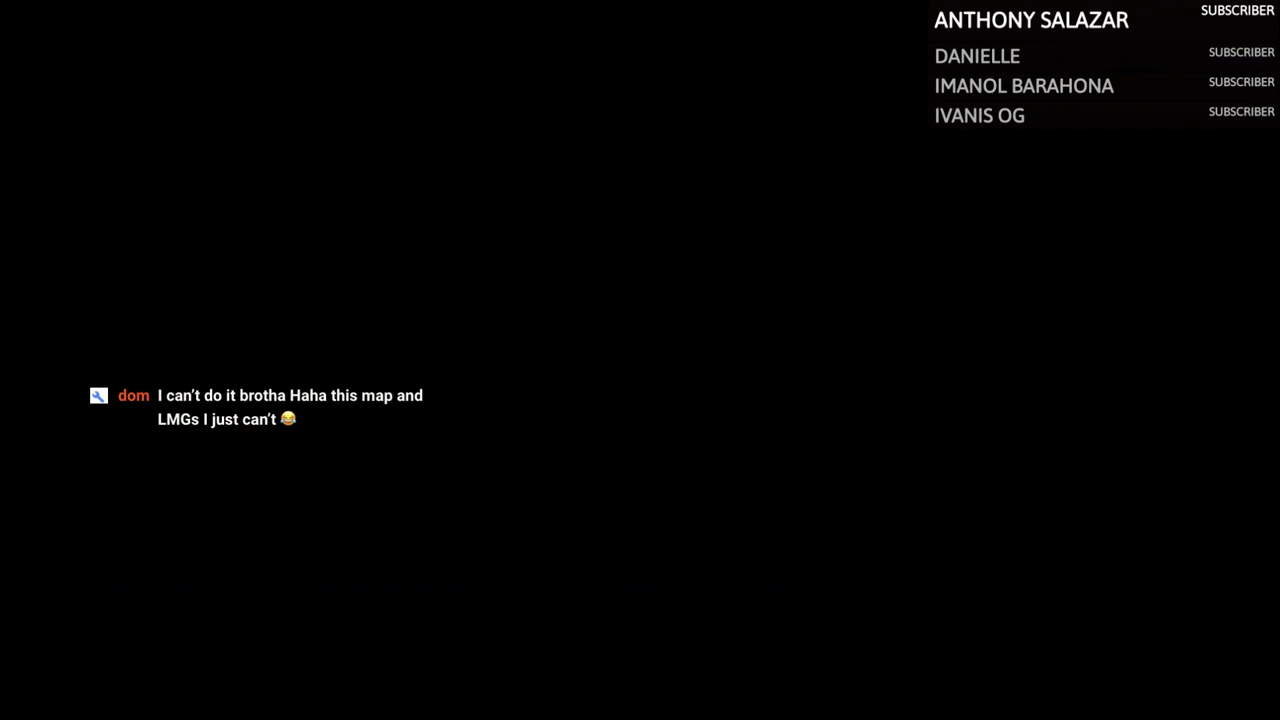 ANTHONY SALAZAR SUBSCRIBER
DANIELLE SUBSCRIBER
IMANOL BARAHONA SUBSCRIBER
IVANIS OG SUBSCRIBER
dom I can’t do it brotha Haha this map and
LMGs I just can’t 😂